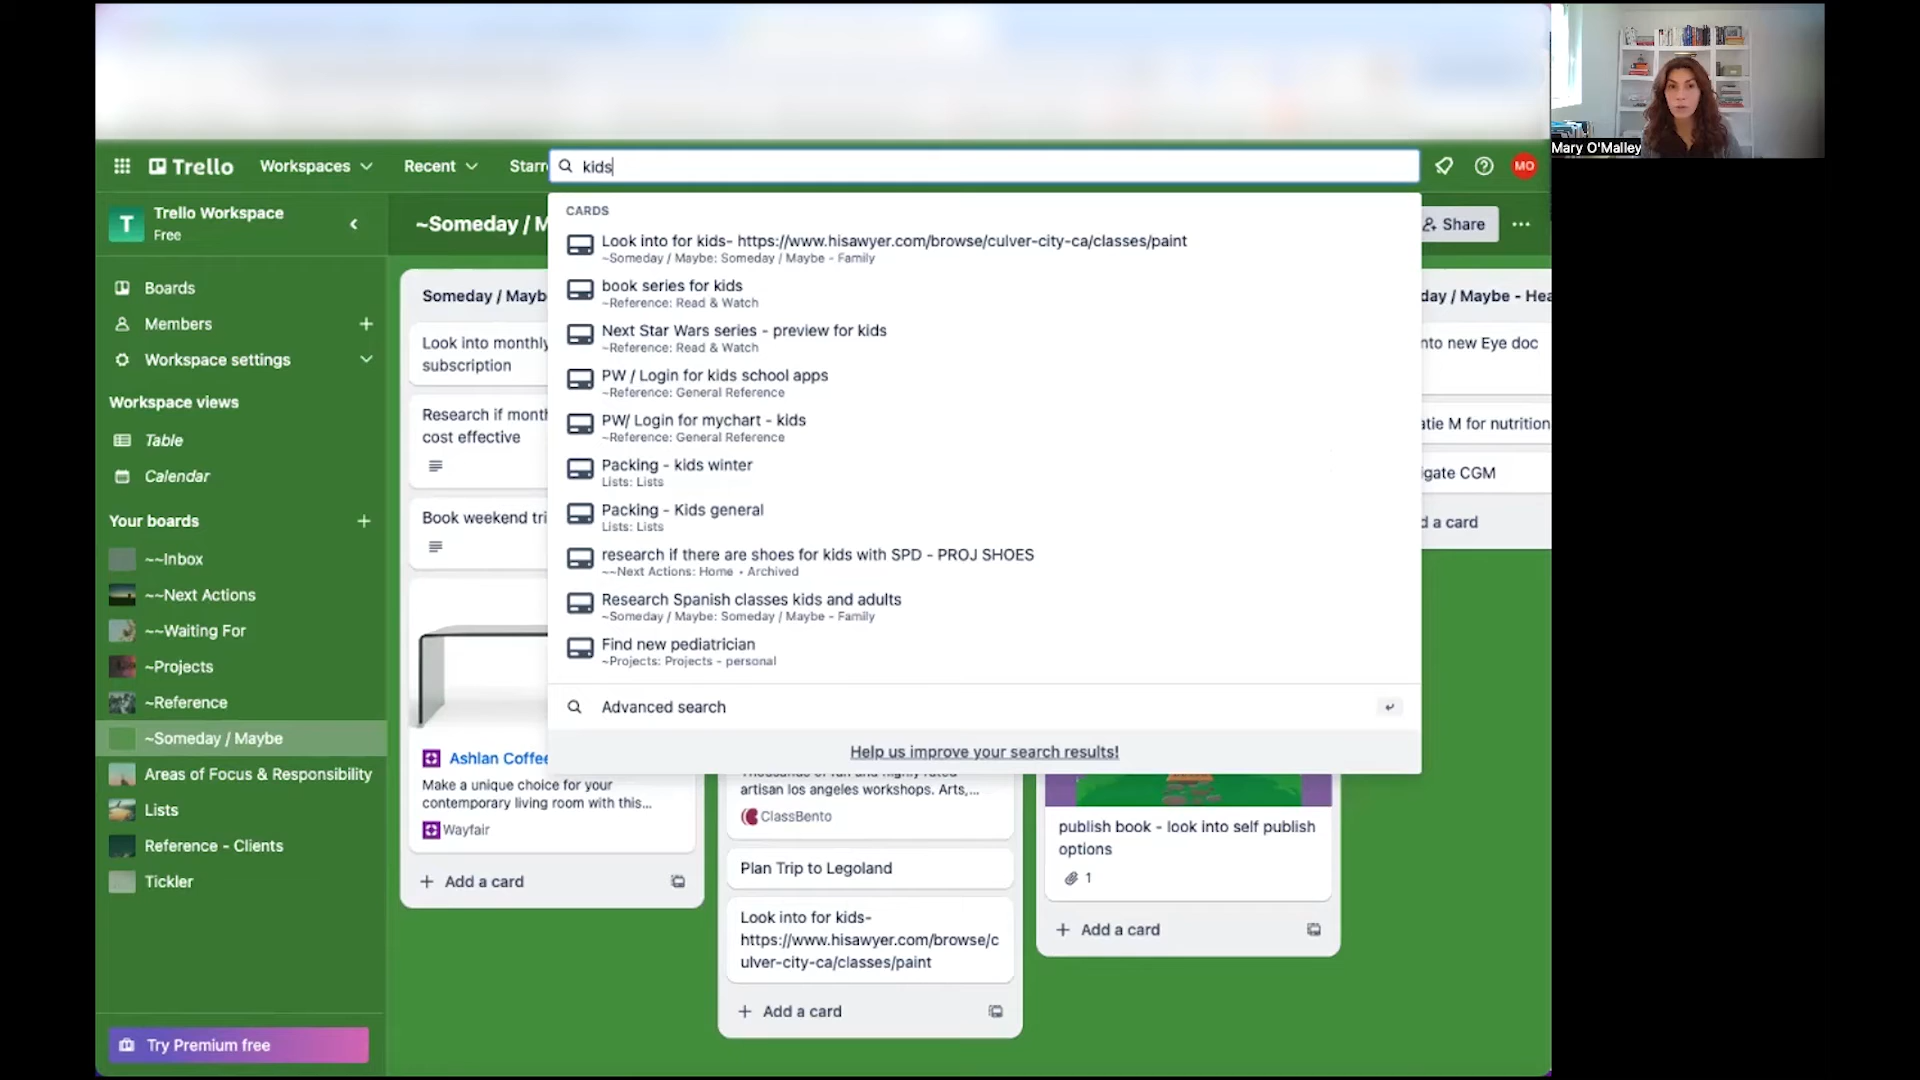 Mary O'Malley
Trello
Workspaces
Recent
Starr
kids
MO
T
Trello Workspace
Free
~Someday / M
Share
Boards
Members
Workspace settings
Workspace views
Table
Calendar
Your boards
~~Inbox
~~Next Actions
~~Waiting For
~Projects
~Reference
~Someday / Maybe
Areas of Focus & Responsibility
Lists
Reference - Clients
Tickler
Try Premium free
Someday / Mayb
Look into monthly
subscription
Research if mont
cost effective
Book weekend tri
Ashlan Coffee
Make a unique choice for your
contemporary living room with this...
Wayfair
Add a card
CARDS
Look into for kids- https://www.hisawyer.com/browse/culver-city-ca/classes/paint
~Someday / Maybe: Someday / Maybe - Family
book series for kids
~Reference: Read & Watch
Next Star Wars series - preview for kids
~Reference: Read & Watch
PW / Login for kids school apps
~Reference: General Reference
PW/ Login for mychart - kids
~Reference: General Reference
Packing - kids winter
Lists: Lists
Packing - Kids general
Lists: Lists
research if there are shoes for kids with SPD - PROJ SHOES
~~Next Actions: Home • Archived
Research Spanish classes kids and adults
~Someday / Maybe: Someday / Maybe - Family
Find new pediatrician
~Projects: Projects - personal
Advanced search
Help us improve your search results!
artisan los angeles workshops. Arts,...
ClassBento
Plan Trip to Legoland
Look into for kids-
https://www.hisawyer.com/browse/c
ulver-city-ca/classes/paint
Add a card
publish book - look into self publish
options
1
Add a card
day / Maybe - Hea
nto new Eye doc
atie M for nutrition
igate CGM
d a card